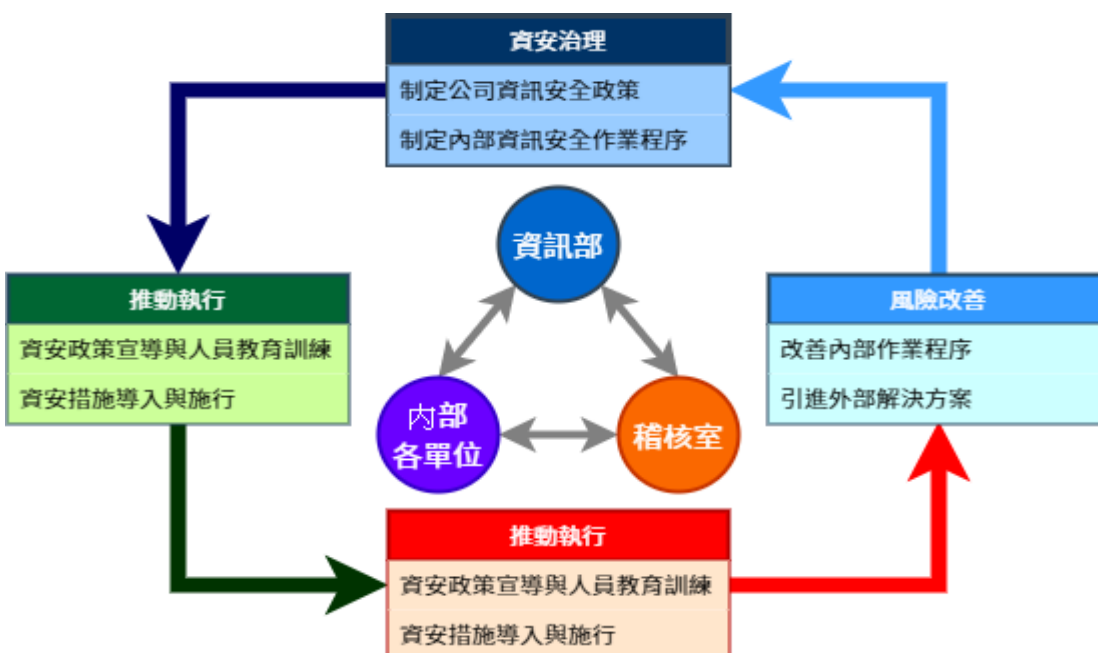 資安治理
制定公司資訊安全政策
制定內部資訊安全作業程序
資訊部
推動執行
資安政策宣導與人員教育訓練
資安措施導入與施行
風險改善
改善內部作業程序
引進外部解決方案
內部
各單位
稽核室
推動執行
資安政策宣導與人員教育訓練
資安措施導入與施行